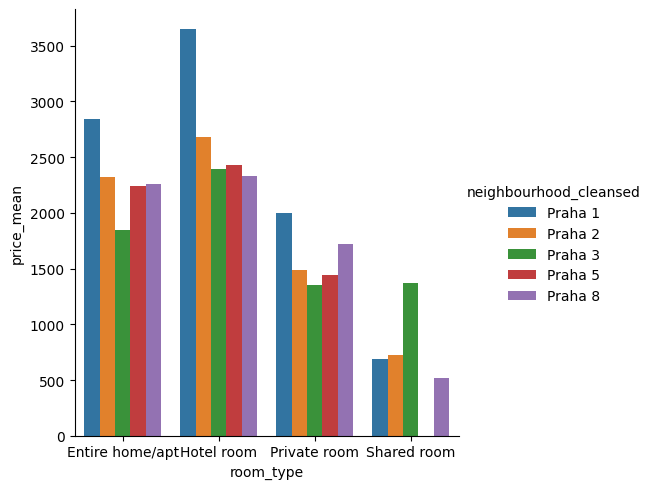 3500
3000
2500
2000
1500
1000
500
0
price_mean
Entire home/apt Hotel room Private room Shared room
room_type
neighbourhood_cleansed
Praha 1
Praha 2
Praha 3
Praha 5
Praha 8